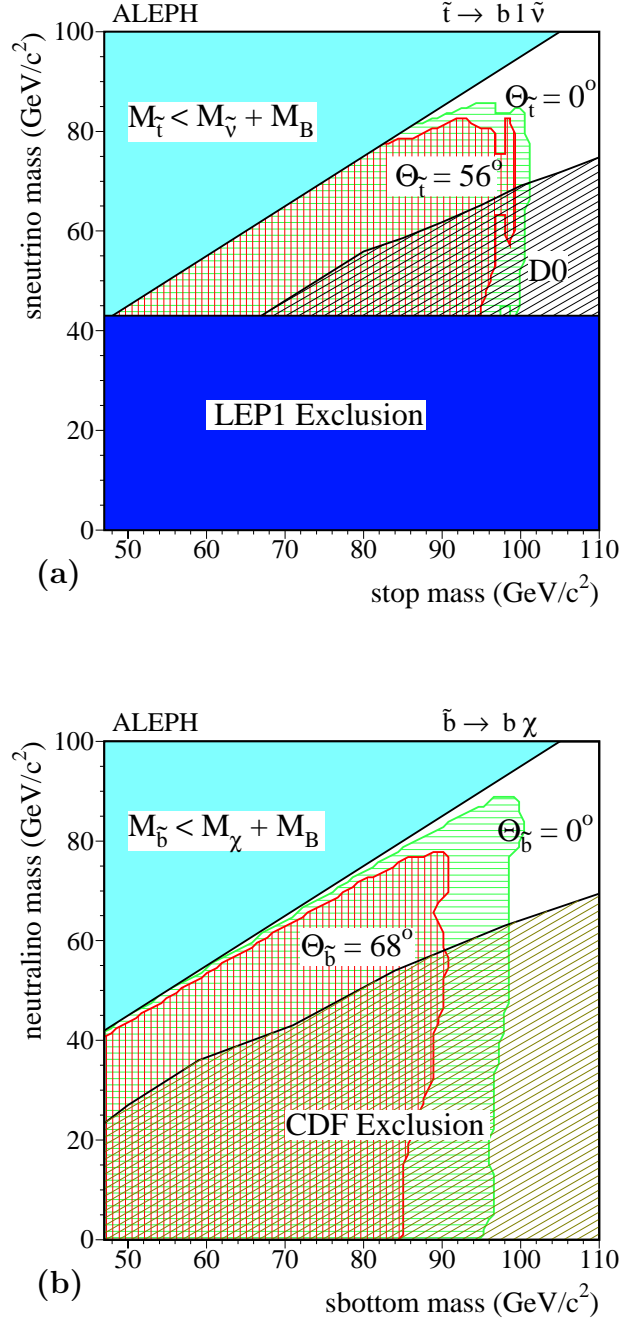 ALEPH t̃ → b l ν̃
100
80
60
40
20
0
sneutrino mass (GeV/c²)
M_t̃ < M_ν̃ + M_B
Θ_t̃ = 0°
Θ_t̃ = 56°
D0
LEP1 Exclusion
50 60 70 80 90 100 110
(a)
stop mass (GeV/c²)
ALEPH b̃ → b χ
100
80
60
40
20
0
neutralino mass (GeV/c²)
M_b̃ < M_χ + M_B
Θ_b̃ = 0°
Θ_b̃ = 68°
CDF Exclusion
50 60 70 80 90 100 110
(b)
sbottom mass (GeV/c²)